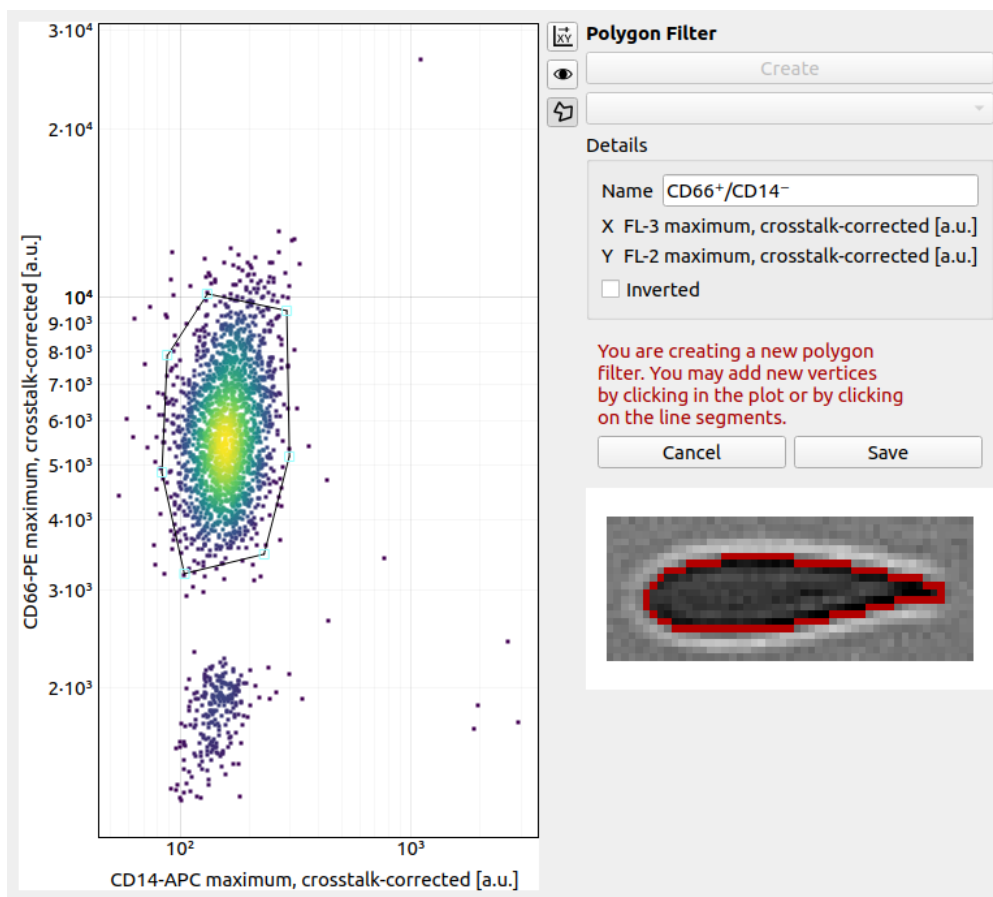 3·10⁴
2·10⁴
10⁴
9·10³
8·10³
7·10³
6·10³
5·10³
4·10³
3·10³
2·10³
CD66-PE maximum, crosstalk-corrected [a.u.]
10² 10³
CD14-APC maximum, crosstalk-corrected [a.u.]
XY
Polygon Filter
Create
Details
Name CD66⁺/CD14⁻
X FL-3 maximum, crosstalk-corrected [a.u.]
Y FL-2 maximum, crosstalk-corrected [a.u.]
Inverted
You are creating a new polygon
filter. You may add new vertices
by clicking in the plot or by clicking
on the line segments.
Cancel Save